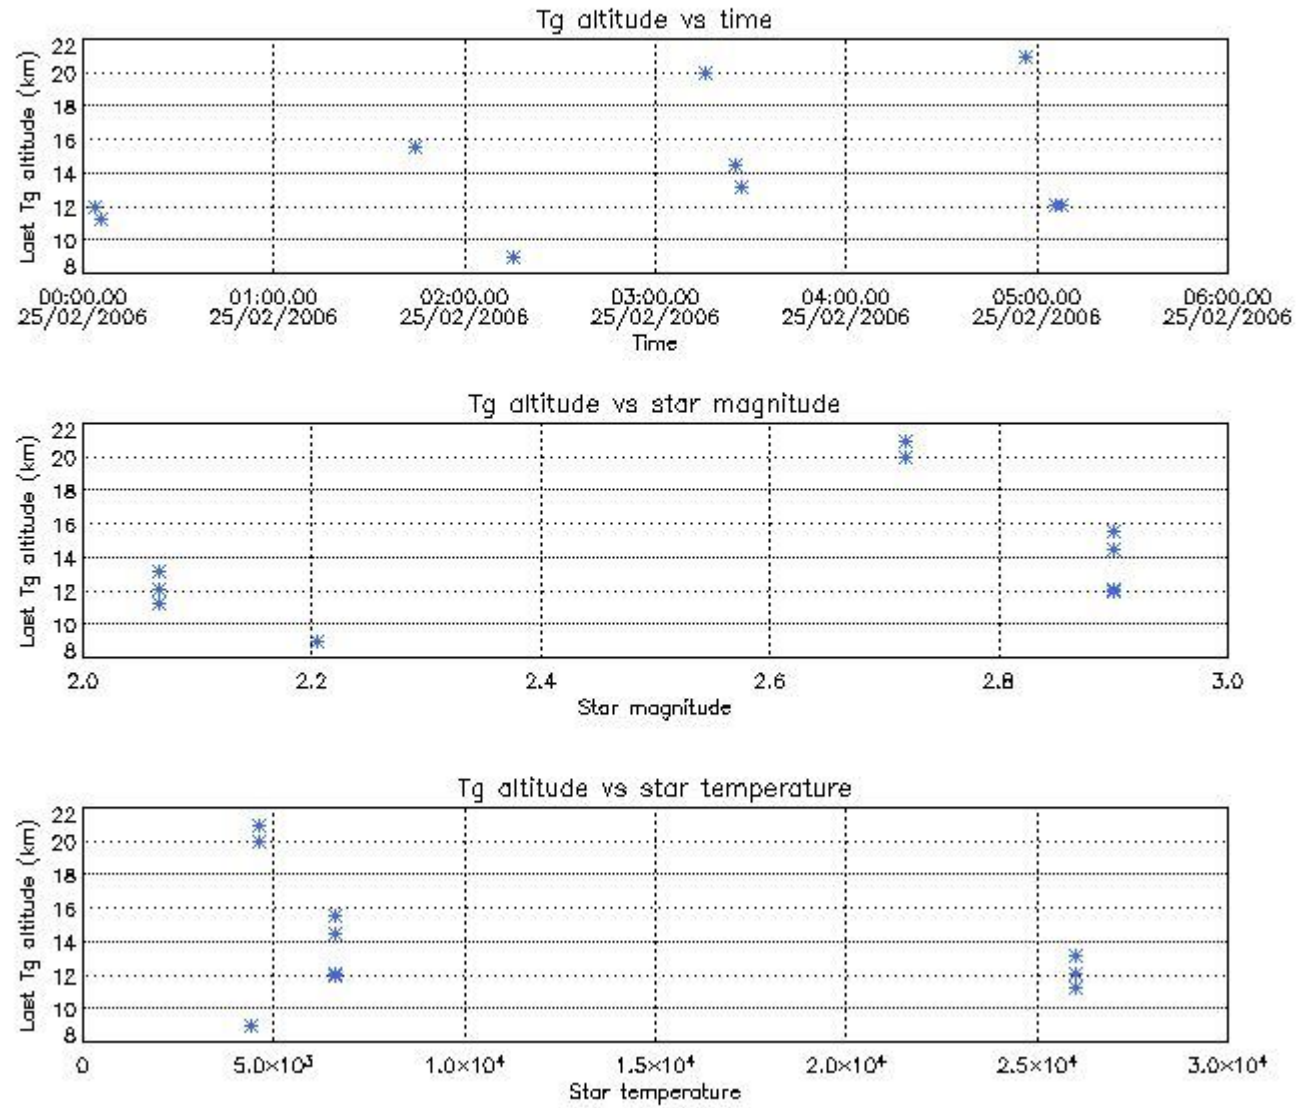 Tg altitude vs time
Last Tg altitude (km)
22
20
18
16
14
12
10
8
00:00.00 01:00.00 02:00.00 03:00.00 04:00.00 05:00.00 06:00.00
25/02/2006 25/02/2006 25/02/2006 25/02/2006 25/02/2006 25/02/2006 25/02/2006
Time
Tg altitude vs star magnitude
Last Tg altitude (km)
22
20
18
16
14
12
10
8
2.0 2.2 2.4 2.6 2.8 3.0
Star magnitude
Tg altitude vs star temperature
Last Tg altitude (km)
22
20
18
16
14
12
10
8
0 5.0×10³ 1.0×10⁴ 1.5×10⁴ 2.0×10⁴ 2.5×10⁴ 3.0×10⁴
Star temperature